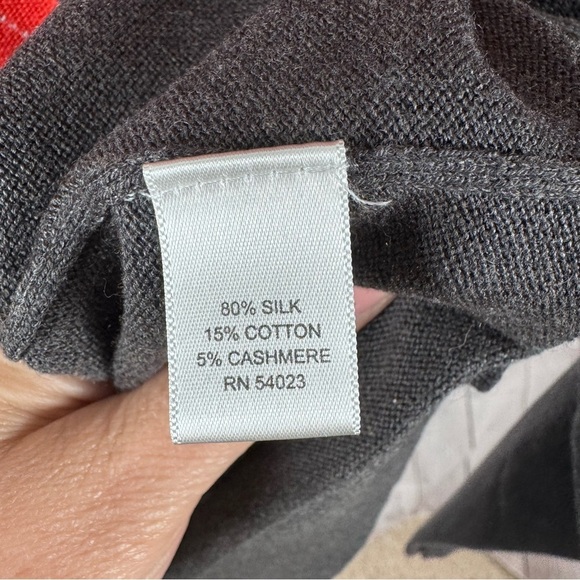 80% SILK
15% COTTON
5% CASHMERE
RN 54023